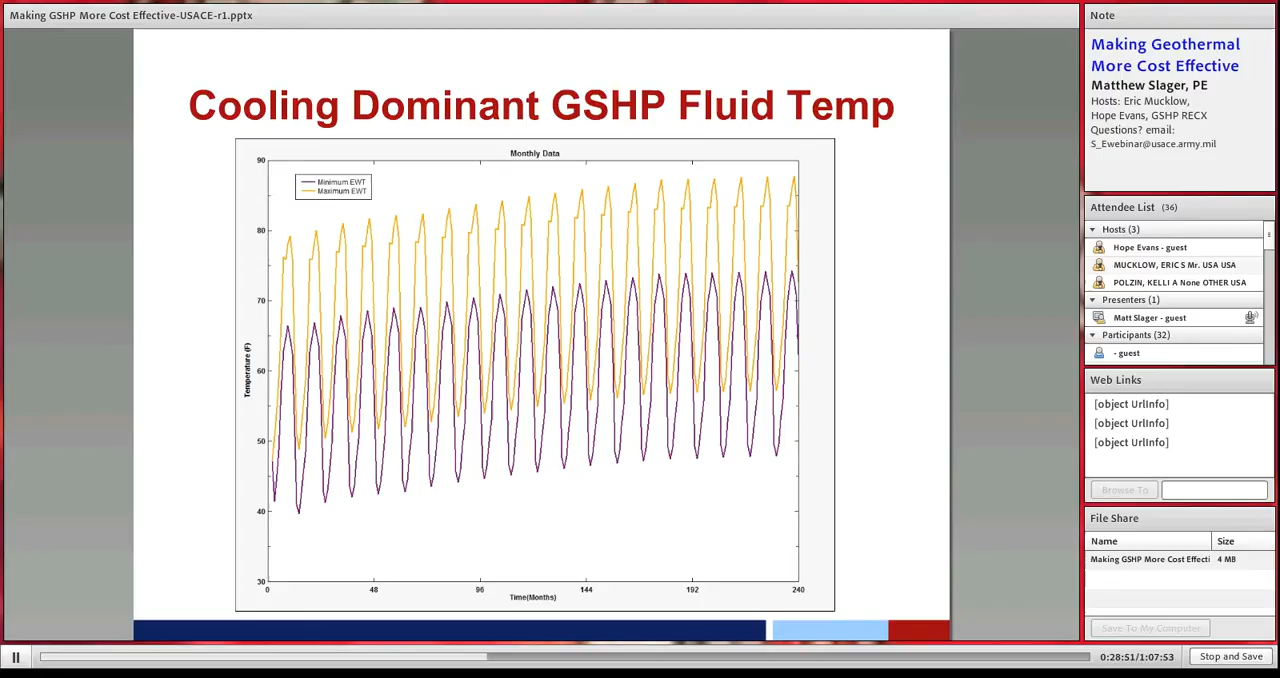 Making GSHP More Cost Effective-USACE-r1.pptx
Cooling Dominant GSHP Fluid Temp
Monthly Data
Minimum EWT
Maximum EWT
90
80
70
60
50
40
30
Temperature (F)
0 48 96 144 192 240
Time(Months)
Note
Making Geothermal
More Cost Effective
Matthew Slager, PE
Hosts: Eric Mucklow,
Hope Evans, GSHP RECX
Questions? email:
S_Ewebinar@usace.army.mil
Attendee List (36)
Hosts (3)
Hope Evans - guest
MUCKLOW, ERIC S Mr. USA USA
POLZIN, KELLI A None OTHER USA
Presenters (1)
Matt Slager - guest
Participants (32)
- guest
Web Links
[object UrlInfo]
[object UrlInfo]
[object UrlInfo]
Browse To
File Share
Name Size
Making GSHP More Cost Effecti 4 MB
Save To My Computer
0:28:51/1:07:53 Stop and Save